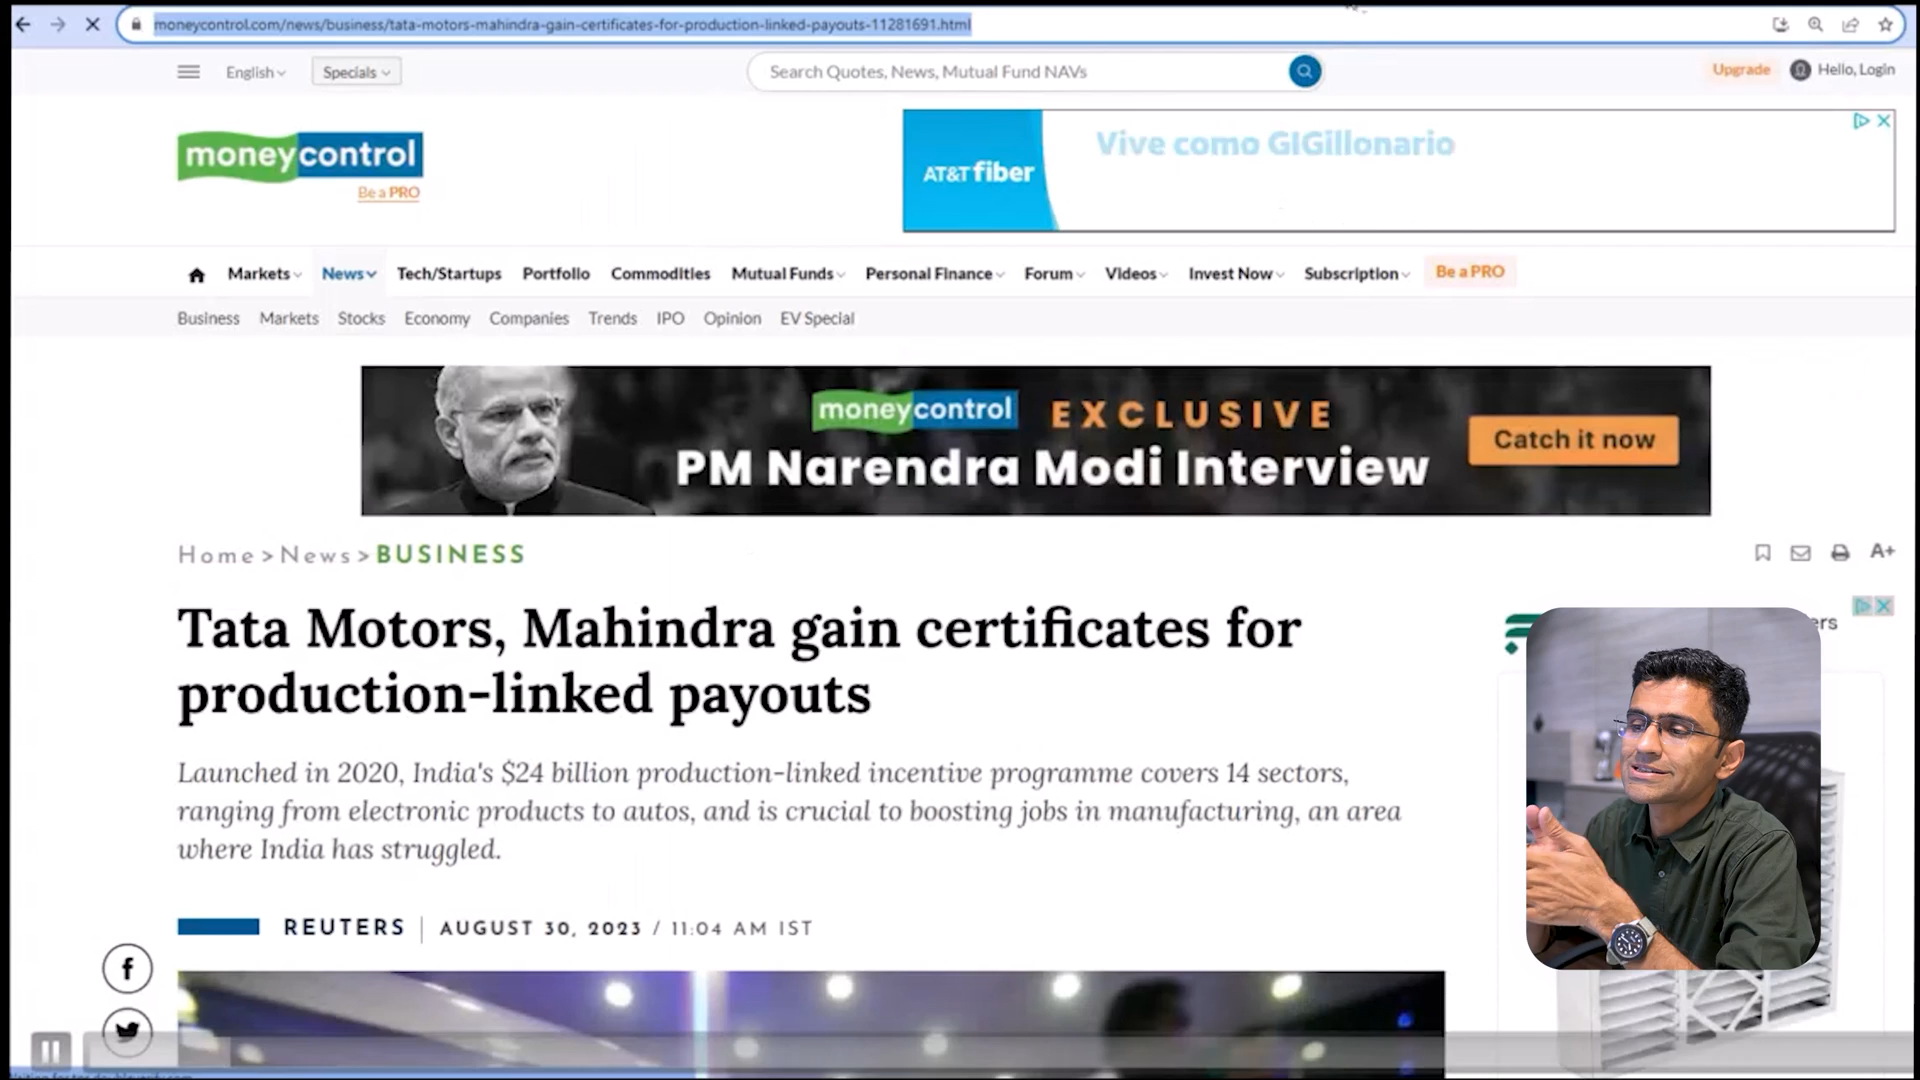 moneycontrol.com/news/business/tata-motors-mahindra-gain-certificates-for-production-linked-payouts-11281691.html
English
Specials
Search Quotes, News, Mutual Fund NAVs
Upgrade
Hello, Login
moneycontrol
Be a PRO
AT&T fiber
Vive como GIGillonario
Markets News Tech/Startups Portfolio Commodities Mutual Funds Personal Finance Forum Videos Invest Now Subscription Be a PRO
Business Markets Stocks Economy Companies Trends IPO Opinion EV Special
moneycontrol EXCLUSIVE
PM Narendra Modi Interview
Catch it now
Home > News > BUSINESS
A+
Tata Motors, Mahindra gain certificates for
production-linked payouts
Launched in 2020, India's $24 billion production-linked incentive programme covers 14 sectors,
ranging from electronic products to autos, and is crucial to boosting jobs in manufacturing, an area
where India has struggled.
REUTERS | AUGUST 30, 2023 / 11:04 AM IST